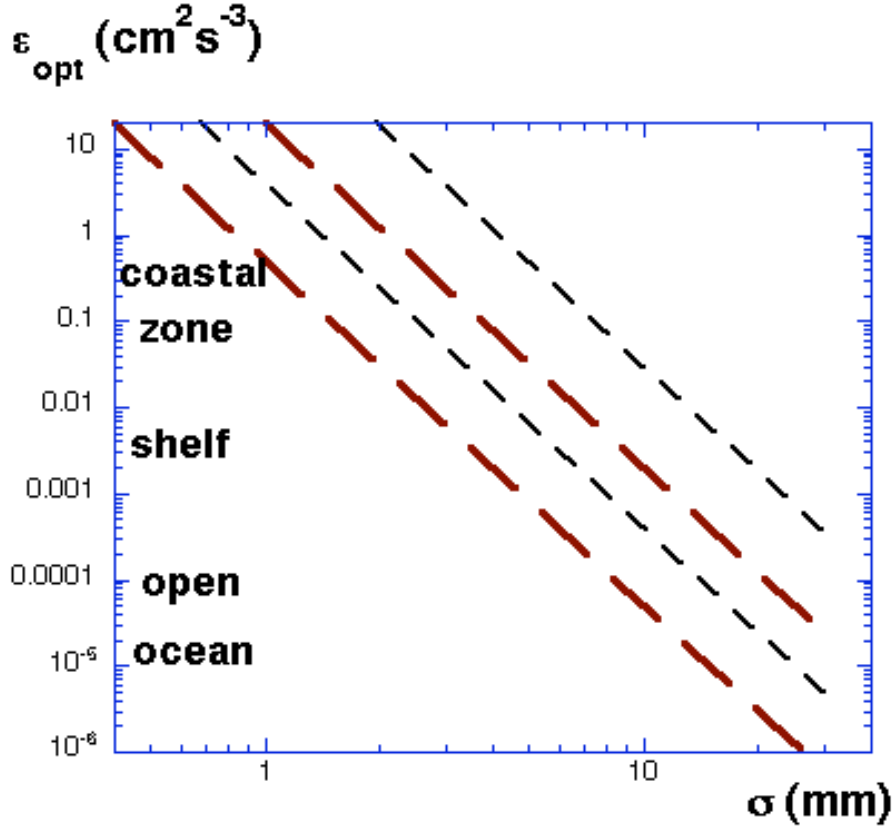 ε_opt (cm²s⁻³)
10
1
coastal
zone
0.1
0.01
shelf
0.001
0.0001
open
ocean
10⁻⁵
10⁻⁶
1
10
σ (mm)